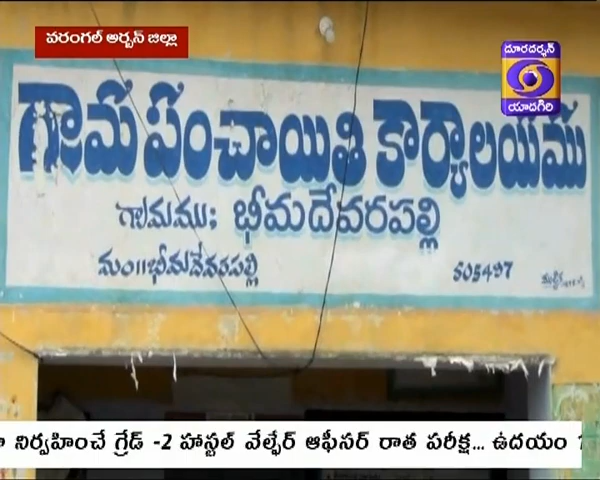 వరంగల్ అర్బన్ జిల్లా
దూరదర్శన్
యాదగిరి
గ్రామ పంచాయితి కార్యాలయము
గ్రామము: భీమదేవరపల్లి
మం॥భీమదేవరపల్లి 505497
నిర్వహించే గ్రేడ్ -2 హాస్టల్ వేల్ఫేర్ ఆఫీసర్ రాత పరీక్ష... ఉదయం